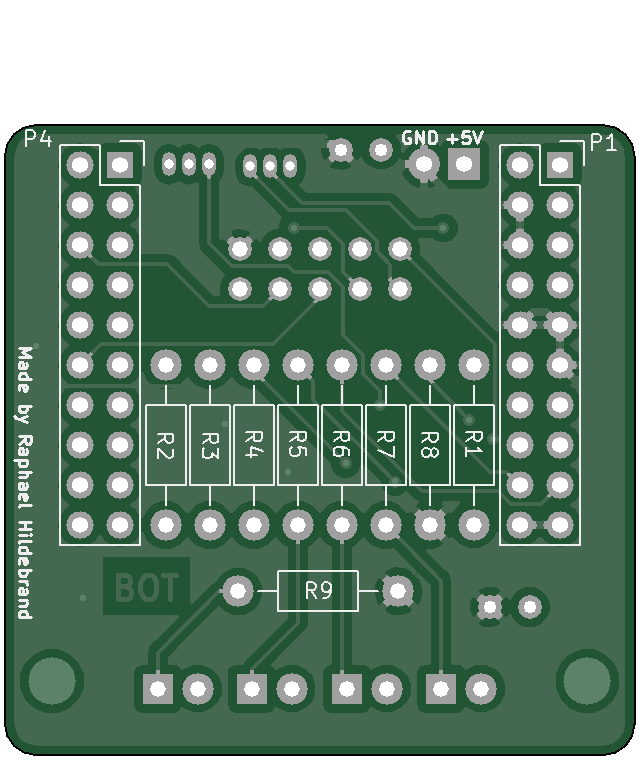 P4
GND +5V
P1
R2 R3 R4 R5 R6 R7 R8 R1
Made by Raphael Hildebrand
BOT
R9